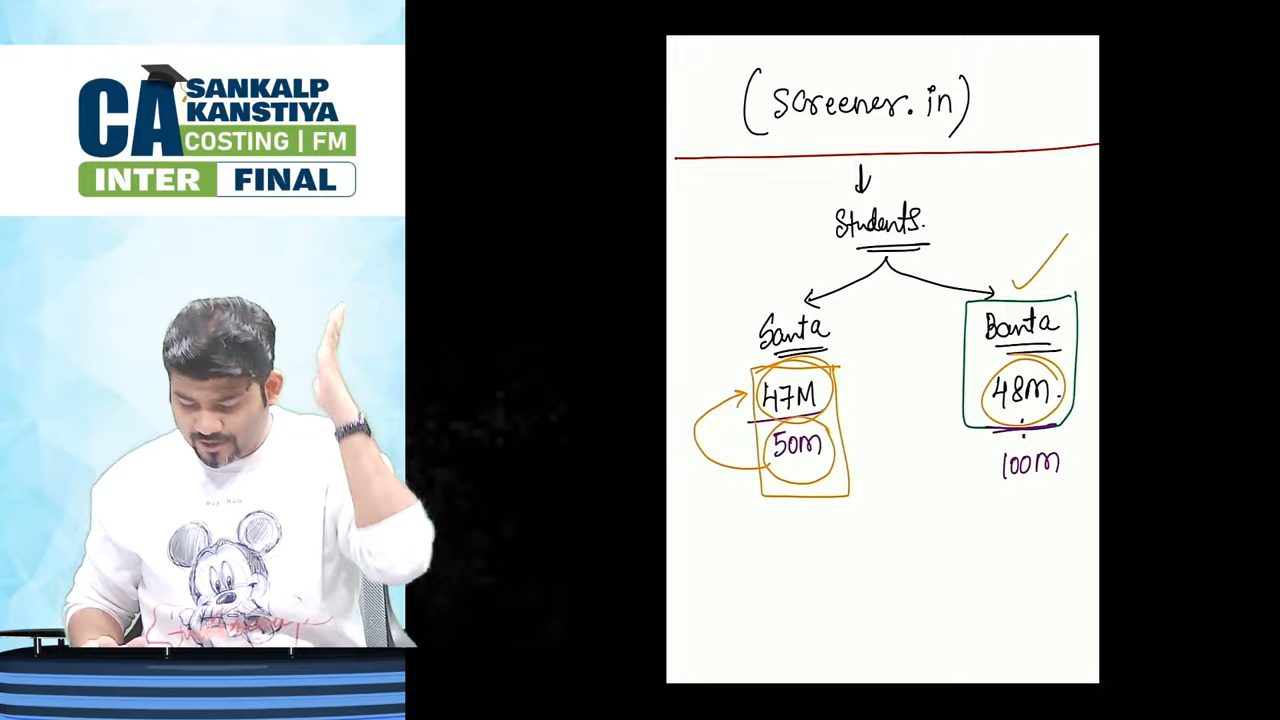 CA SANKALP
KANSTIYA
COSTING | FM
INTER FINAL
(screener.in)
Students.
Santa
Banta
47M
48M.
50M
100M